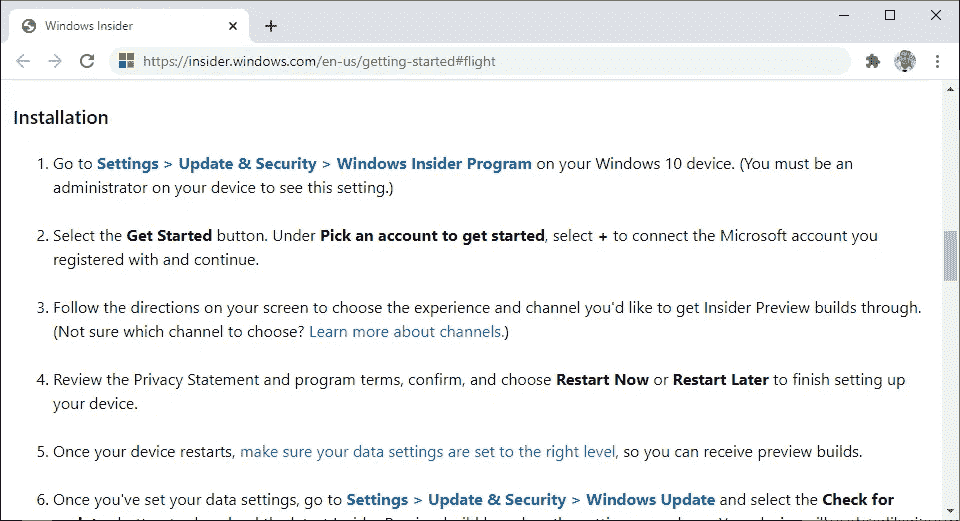 Windows Insider
https://insider.windows.com/en-us/getting-started#flight
Installation
1. Go to Settings > Update & Security > Windows Insider Program on your Windows 10 device. (You must be an
administrator on your device to see this setting.)
2. Select the Get Started button. Under Pick an account to get started, select + to connect the Microsoft account you
registered with and continue.
3. Follow the directions on your screen to choose the experience and channel you'd like to get Insider Preview builds through.
(Not sure which channel to choose? Learn more about channels.)
4. Review the Privacy Statement and program terms, confirm, and choose Restart Now or Restart Later to finish setting up
your device.
5. Once your device restarts, make sure your data settings are set to the right level, so you can receive preview builds.
6. Once you've set your data settings, go to Settings > Update & Security > Windows Update and select the Check for